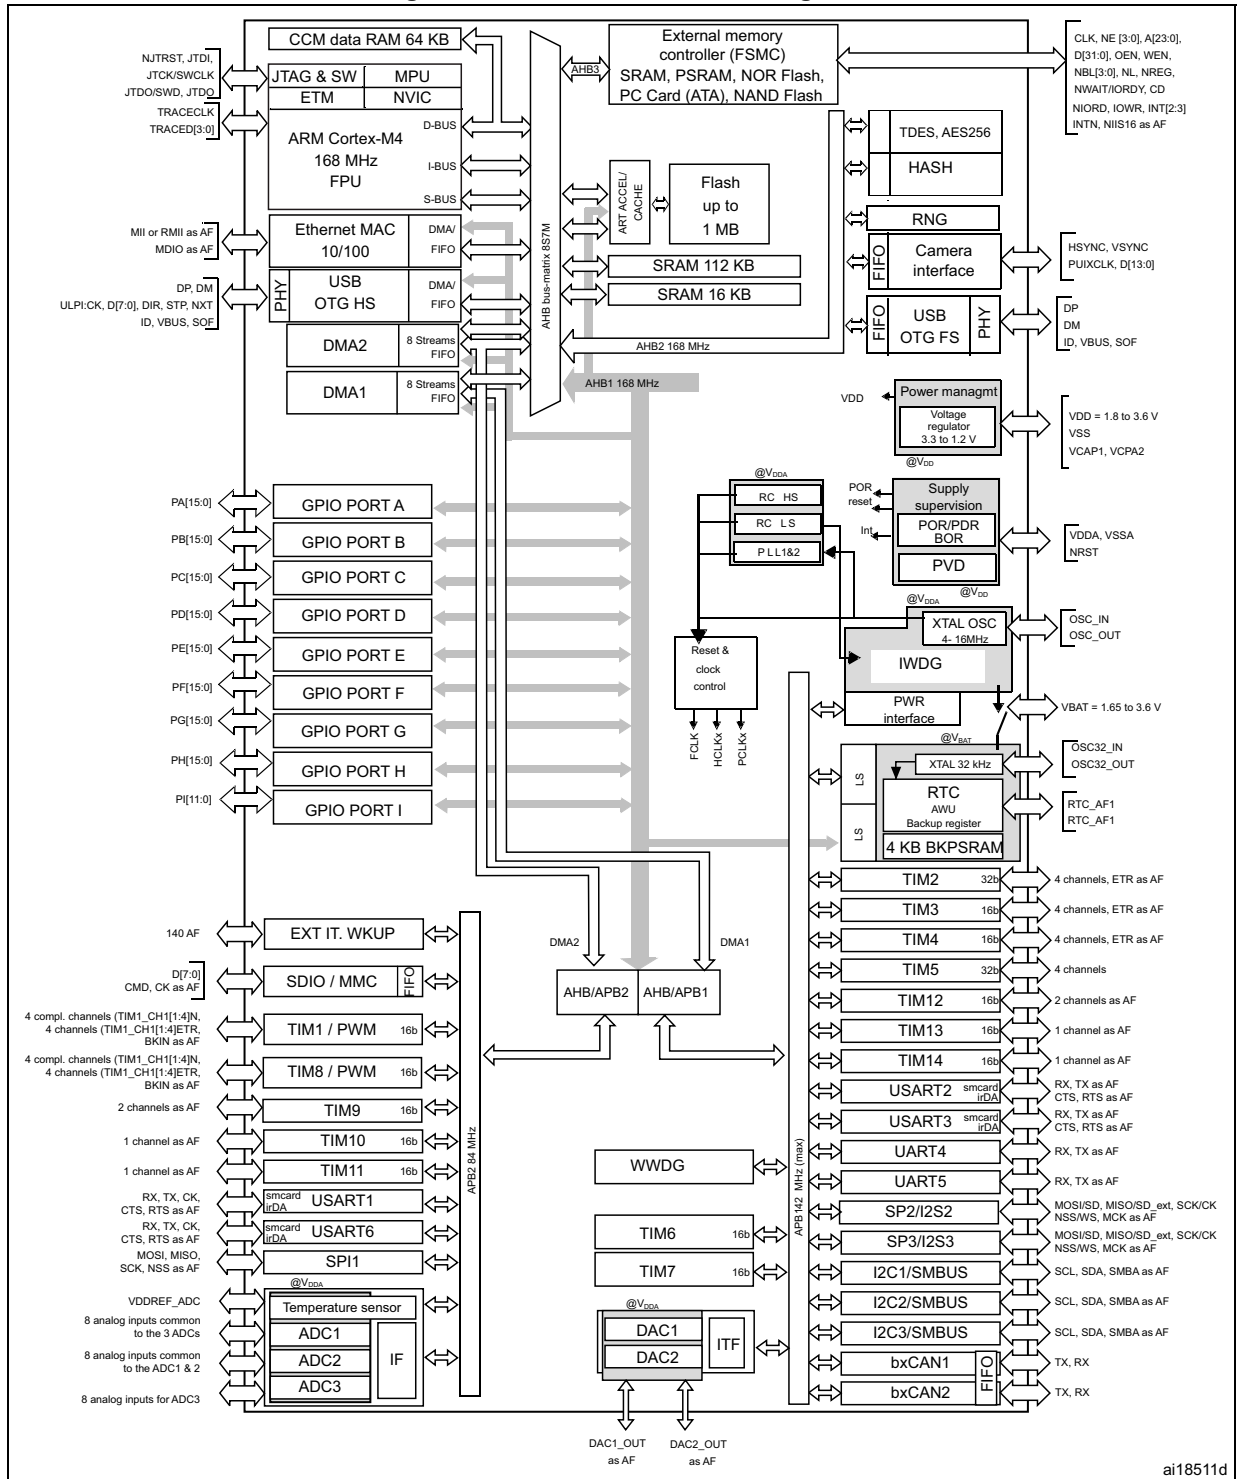 CCM data RAM 64 KB
External memory
controller (FSMC)
SRAM, PSRAM, NOR Flash,
PC Card (ATA), NAND Flash
AHB3
CLK, NE [3:0], A[23:0],
D[31:0], OEN, WEN,
NBL[3:0], NL, NREG,
NWAIT/IORDY, CD
NIORD, IOWR, INT[2:3]
INTN, NIIS16 as AF
NJTRST, JTDI,
JTCK/SWCLK
JTDO/SWD, JTDO
TRACECLK
TRACED[3:0]
JTAG & SW
MPU
ETM
NVIC
ARM Cortex-M4
168 MHz
FPU
D-BUS
I-BUS
S-BUS
AHB bus-matrix 8S7M
ART ACCEL/
CACHE
Flash
up to
1 MB
SRAM 112 KB
SRAM 16 KB
AHB2 168 MHz
AHB1 168 MHz
TDES, AES256
HASH
RNG
FIFO
Camera
interface
HSYNC, VSYNC
PUIXCLK, D[13:0]
FIFO
USB
OTG FS
PHY
DP
DM
ID, VBUS, SOF
MII or RMII as AF
MDIO as AF
Ethernet MAC
10/100
DMA/
FIFO
DP, DM
ULPI:CK, D[7:0], DIR, STP, NXT
ID, VBUS, SOF
PHY
USB
OTG HS
DMA/
FIFO
DMA2
8 Streams
FIFO
DMA1
8 Streams
FIFO
VDD
Power managmt
Voltage
regulator
3.3 to 1.2 V
@VDD
VDD = 1.8 to 3.6 V
VSS
VCAP1, VCPA2
@VDDA
RC HS
RC LS
PLL1&2
POR
reset
Int
Supply
supervision
POR/PDR
BOR
PVD
@VDD
VDDA, VSSA
NRST
@VDDA
XTAL OSC
4- 16MHz
IWDG
OSC_IN
OSC_OUT
Reset &
clock
control
FCLK
HCLKx
PCLKx
PWR
interface
VBAT = 1.65 to 3.6 V
@VBAT
LS
LS
XTAL 32 kHz
RTC
AWU
Backup register
4 KB BKPSRAM
OSC32_IN
OSC32_OUT
RTC_AF1
RTC_AF1
PA[15:0]
GPIO PORT A
PB[15:0]
GPIO PORT B
PC[15:0]
GPIO PORT C
PD[15:0]
GPIO PORT D
PE[15:0]
GPIO PORT E
PF[15:0]
GPIO PORT F
PG[15:0]
GPIO PORT G
PH[15:0]
GPIO PORT H
PI[11:0]
GPIO PORT I
DMA2
DMA1
AHB/APB2
AHB/APB1
140 AF
EXT IT. WKUP
D[7:0]
CMD, CK as AF
SDIO / MMC
FIFO
4 compl. channels (TIM1_CH1[1:4]N,
4 channels (TIM1_CH1[1:4]ETR,
BKIN as AF
TIM1 / PWM 16b
4 compl. channels (TIM1_CH1[1:4]N,
4 channels (TIM1_CH1[1:4]ETR,
BKIN as AF
TIM8 / PWM 16b
2 channels as AF
TIM9 16b
1 channel as AF
TIM10 16b
1 channel as AF
TIM11 16b
RX, TX, CK,
CTS, RTS as AF
smcard
irDA
USART1
RX, TX, CK,
CTS, RTS as AF
smcard
irDA
USART6
MOSI, MISO,
SCK, NSS as AF
SPI1
@VDDA
VDDREF_ADC
Temperature sensor
8 analog inputs common
to the 3 ADCs
ADC1
8 analog inputs common
to the ADC1 & 2
ADC2
8 analog inputs for ADC3
ADC3
IF
APB2 84 MHz
WWDG
TIM6 16b
TIM7 16b
@VDDA
DAC1
DAC2
ITF
DAC1_OUT
as AF
DAC2_OUT
as AF
APB142 MHz (max)
TIM2 32b
4 channels, ETR as AF
TIM3 16b
4 channels, ETR as AF
TIM4 16b
4 channels, ETR as AF
TIM5 32b
4 channels
TIM12 16b
2 channels as AF
TIM13 16b
1 channel as AF
TIM14 16b
1 channel as AF
USART2
smcard
irDA
RX, TX as AF
CTS, RTS as AF
USART3
smcard
irDA
RX, TX as AF
CTS, RTS as AF
UART4
RX, TX as AF
UART5
RX, TX as AF
SP2/I2S2
MOSI/SD, MISO/SD_ext, SCK/CK
NSS/WS, MCK as AF
SP3/I2S3
MOSI/SD, MISO/SD_ext, SCK/CK
NSS/WS, MCK as AF
I2C1/SMBUS
SCL, SDA, SMBA as AF
I2C2/SMBUS
SCL, SDA, SMBA as AF
I2C3/SMBUS
SCL, SDA, SMBA as AF
bxCAN1
TX, RX
bxCAN2
FIFO
TX, RX
ai18511d